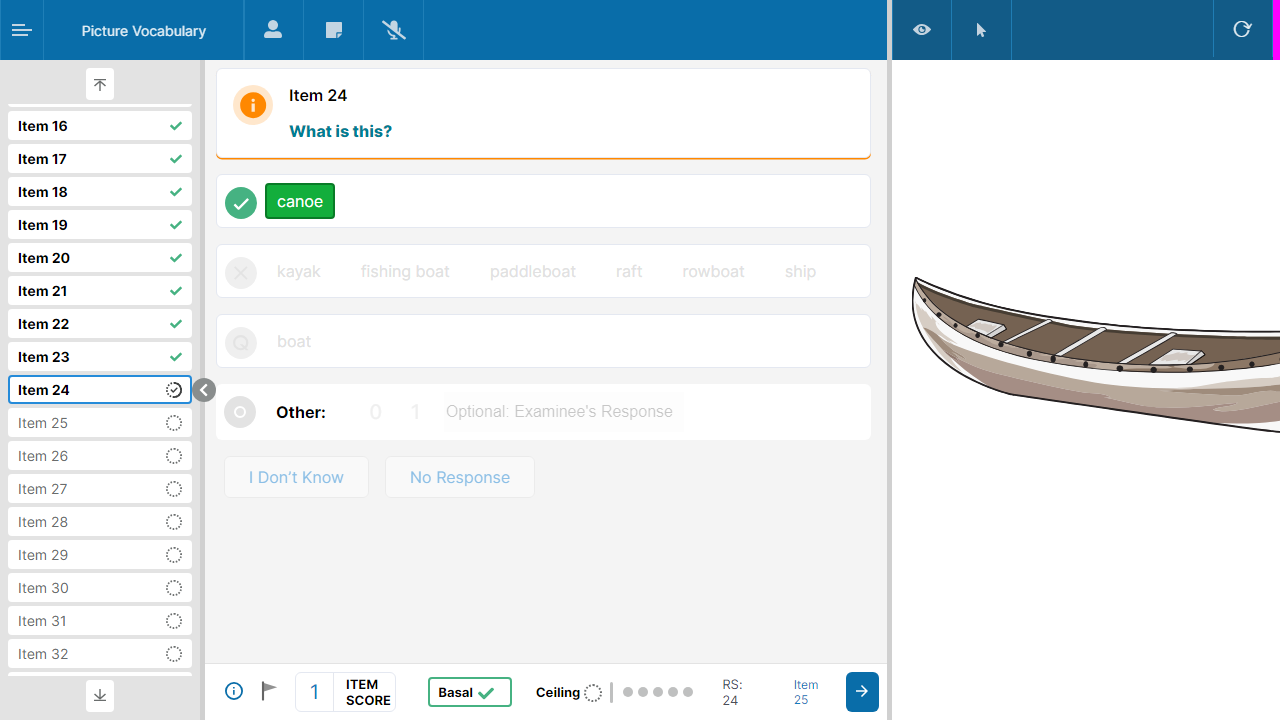 Picture Vocabulary
Item 16
Item 17
Item 18
Item 19
Item 20
Item 21
Item 22
Item 23
Item 24
Item 25
Item 26
Item 27
Item 28
Item 29
Item 30
Item 31
Item 32
Item 24
What is this?
canoe
kayak fishing boat paddleboat raft rowboat ship
boat
Other: 0 1 Optional: Examinee's Response
I Don't Know No Response
1 ITEM SCORE
Basal
Ceiling
RS: 24
Item 25